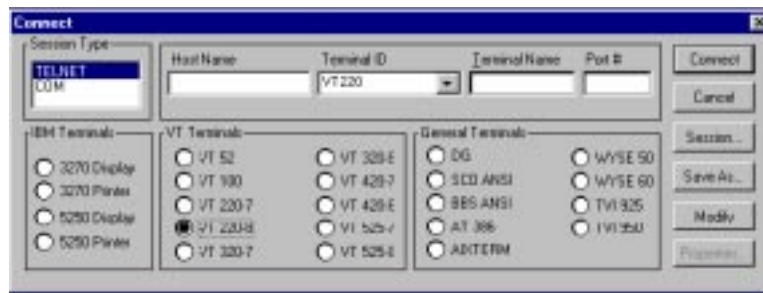 Connect
Session Type
TELNET
COM
Host Name
Terminal ID
VT220
Terminal Name
Port #
Connect
Cancel
Session...
Save As...
Modify
Properties...
IBM Terminals
3270 Display
3270 Printer
5250 Display
5250 Printer
VT Terminals
VT 52
VT 100
VT 220-7
VT 220-8
VT 320-7
VT 320-8
VT 420-7
VT 420-8
VT 525-7
VT 525-8
General Terminals
DG
SCO ANSI
BBS ANSI
AT 386
AIXTERM
WYSE 50
WYSE 60
TVI 925
TVI 950